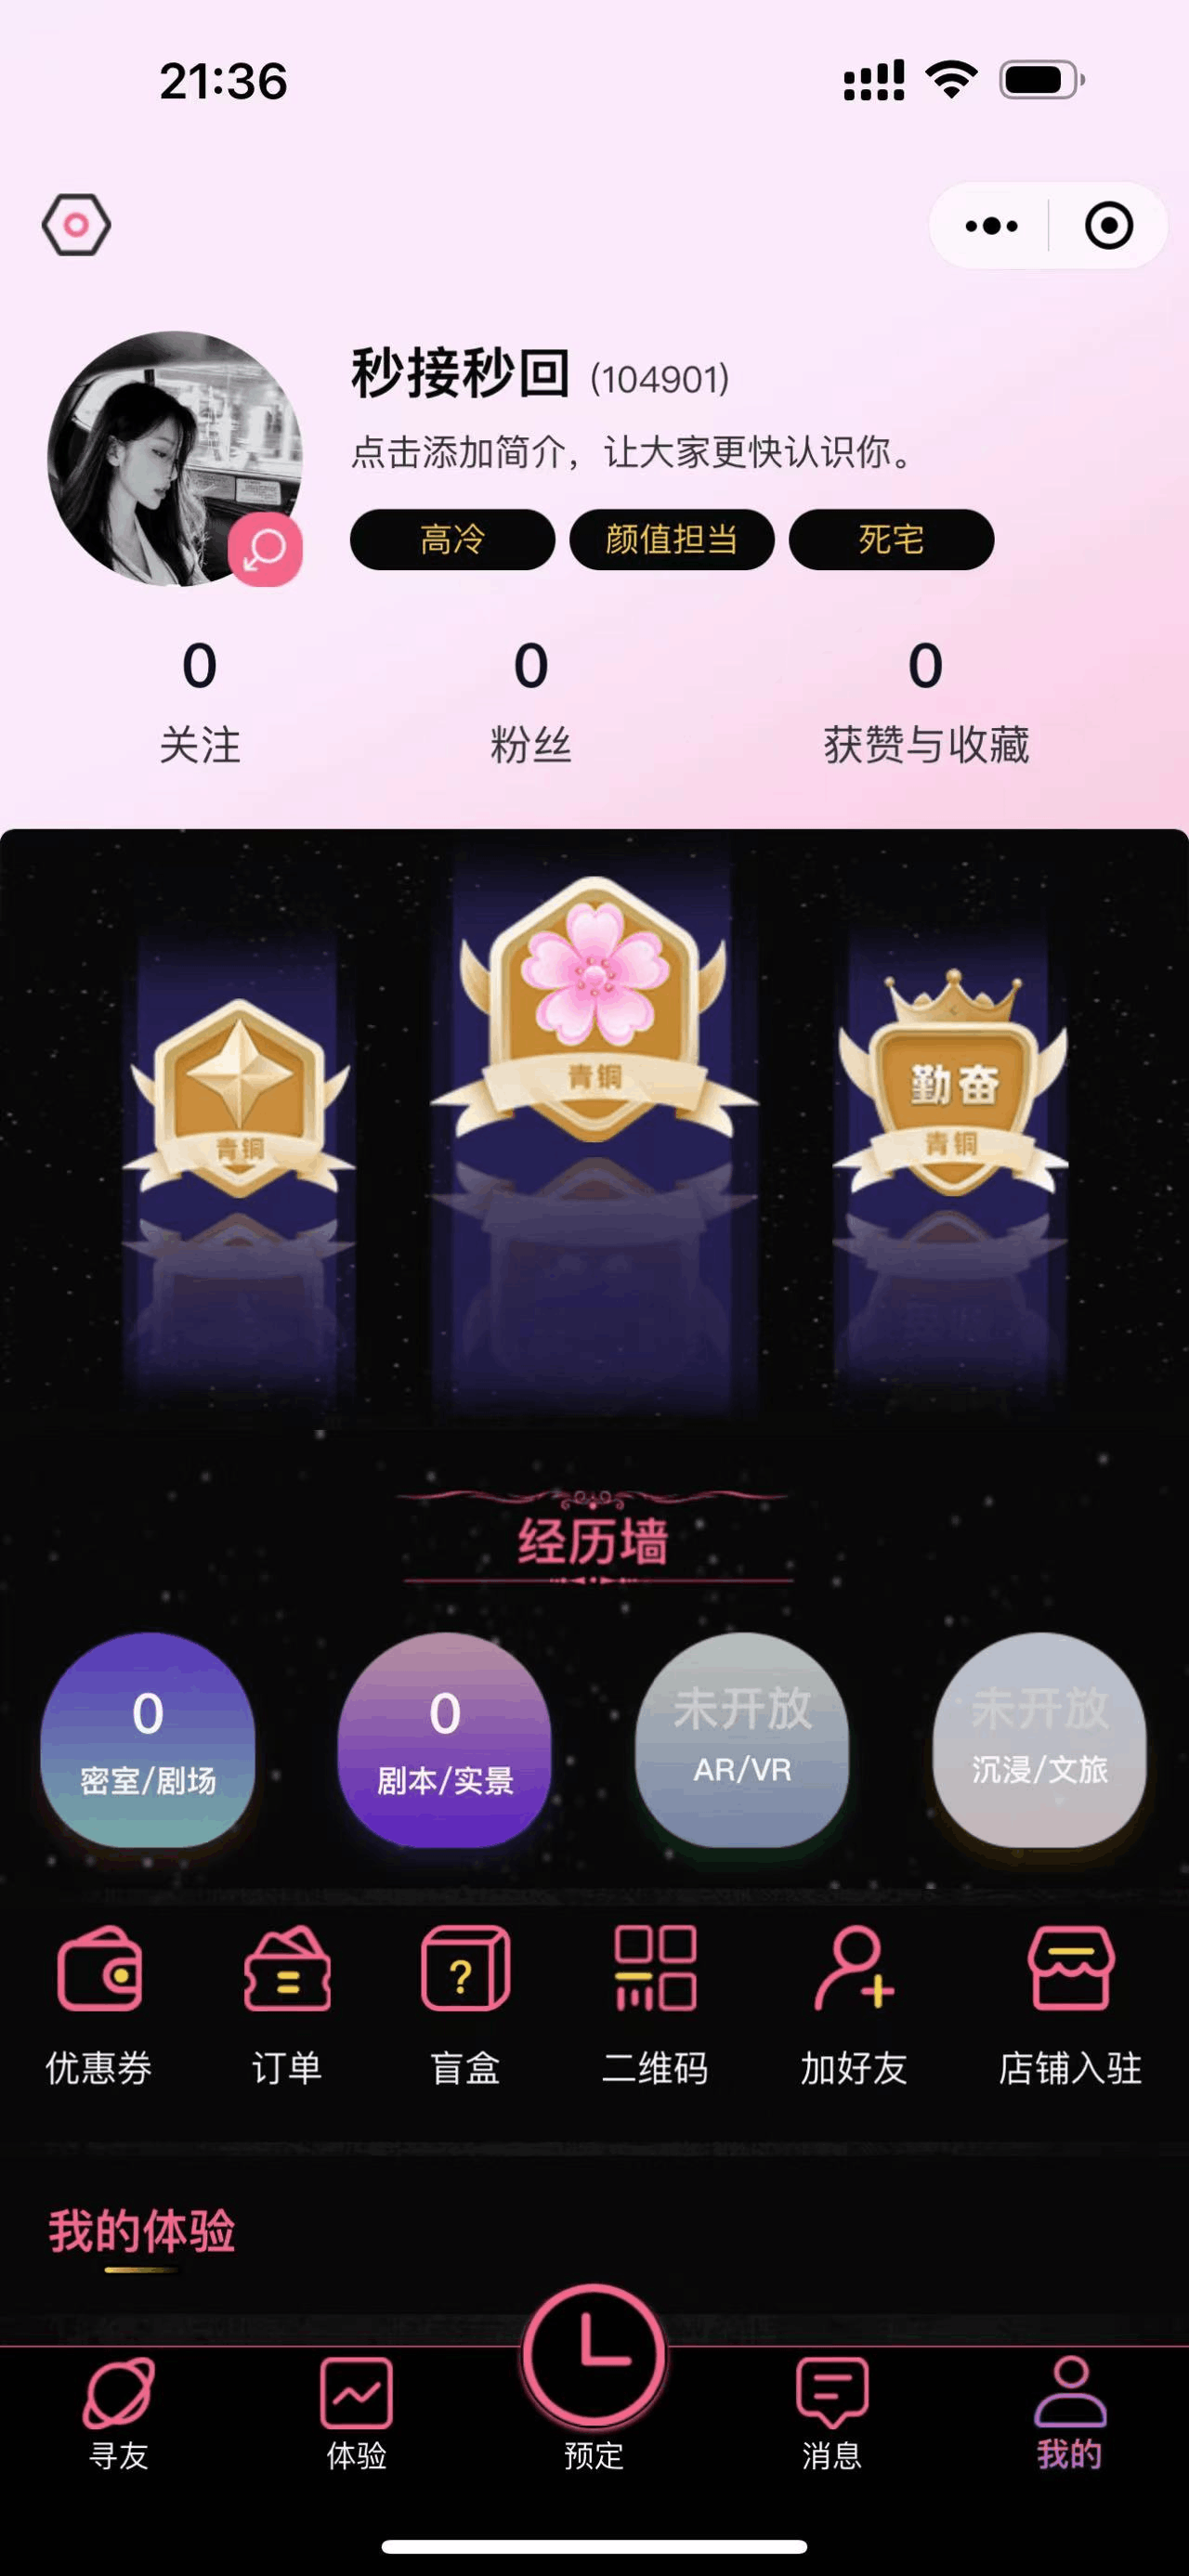 21:36
秒接秒回 (104901)
点击添加简介，让大家更快认识你。
高冷 颜值担当 死宅
0 0 0
关注 粉丝 获赞与收藏
青铜 青铜 勤奋 青铜
经历墙
0 0 未开放 未开放
密室/剧场 剧本/实景 AR/VR 沉浸/文旅
优惠券 订单 盲盒 二维码 加好友 店铺入驻
我的体验
寻友 体验 预定 消息 我的